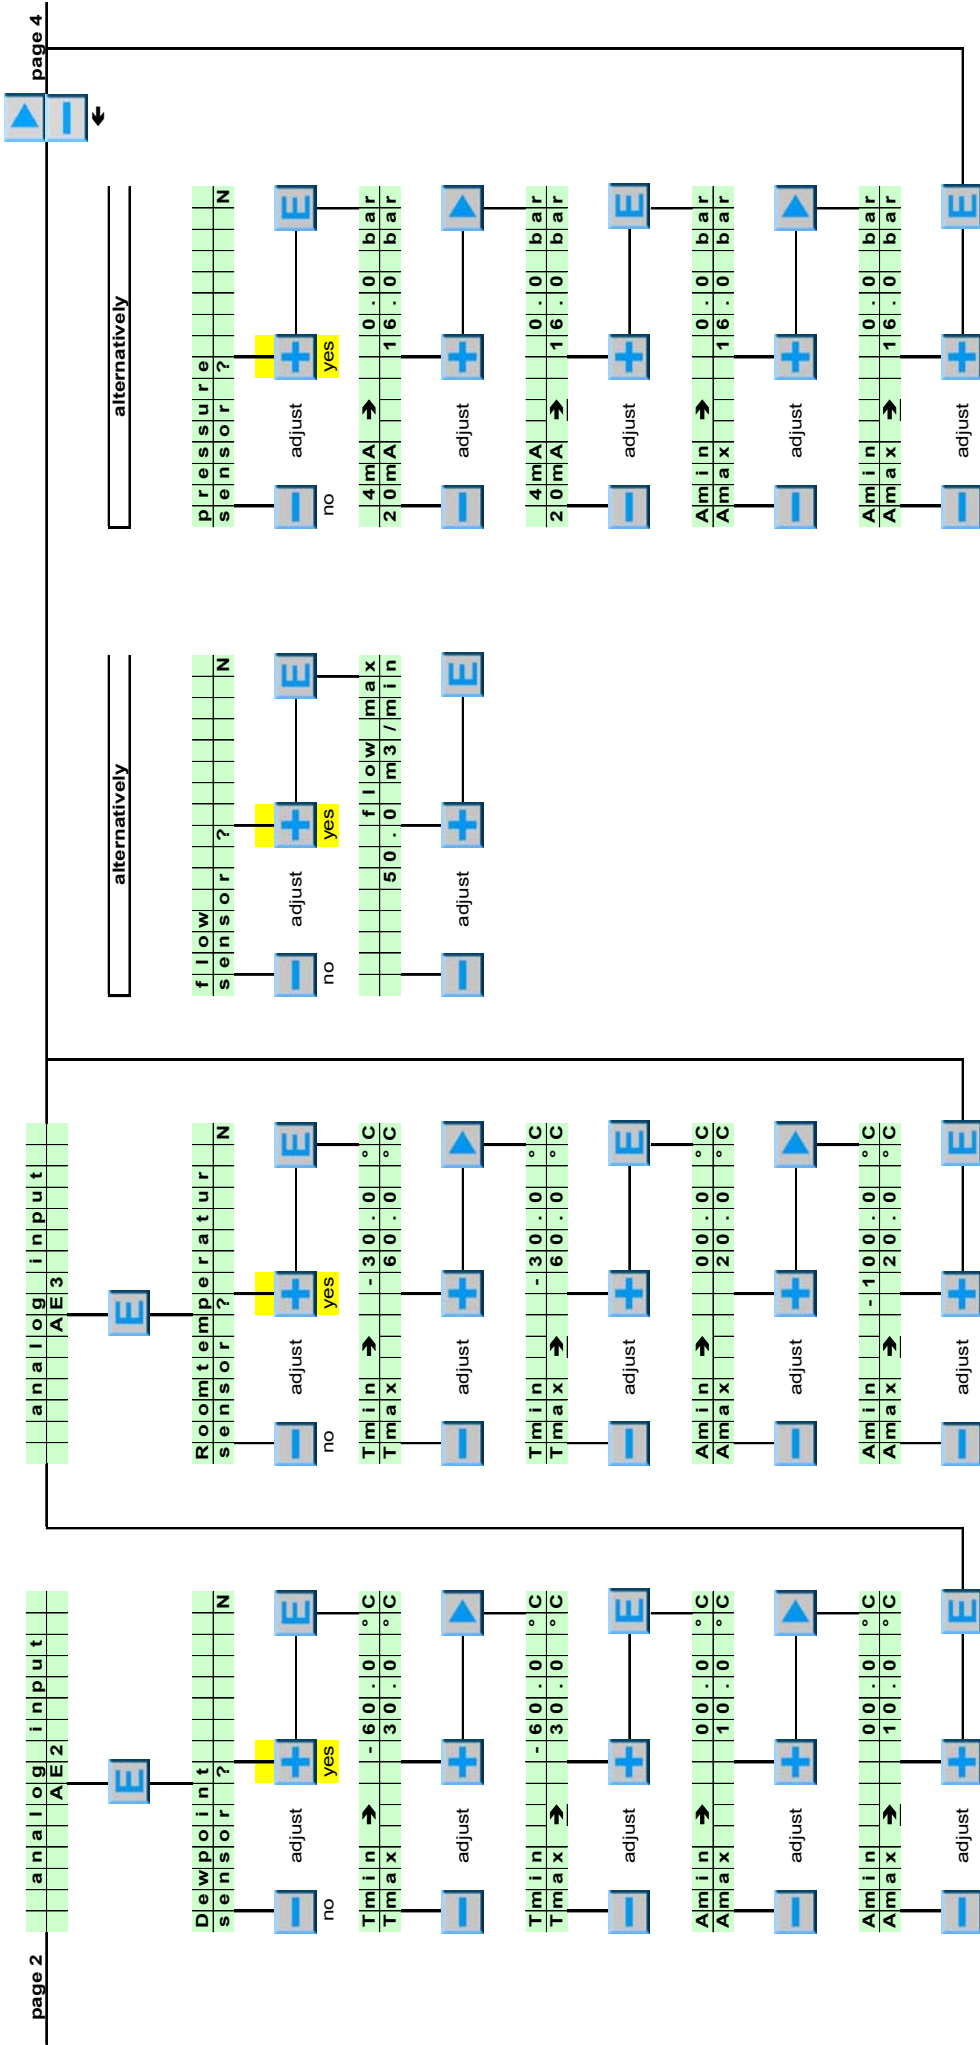 page 2
analog input
AE2
E
Dewpoint
sensor ? N
no
adjust
yes
E
Tmin → -60.0 °C
Tmax 30.0 °C
E
Tmin -60.0 °C
Tmax → 30.0 °C
adjust
E
Amin → 00.0 °C
Amax 10.0 °C
adjust
Amin 00.0 °C
Amax → 10.0 °C
E
analog input
AE3
E
Roomtemperatur
sensor ? N
no
adjust
yes
E
Tmin → -30.0 °C
Tmax 60.0 °C
adjust
Tmin -30.0 °C
Tmax → 60.0 °C
E
Amin → 00.0 °C
Amax 20.0 °C
adjust
Amin -100.0 °C
Amax → 20.0 °C
E
alternatively
flow
sensor ? N
no
adjust
yes
E
flow max
50.0 m3/min
adjust
E
alternatively
pressure
sensor ? N
no
adjust
yes
E
4mA → 0.0 bar
20mA 16.0 bar
adjust
4mA 0.0 bar
20mA → 16.0 bar
adjust
E
Amin → 0.0 bar
Amax 16.0 bar
adjust
Amin 0.0 bar
Amax → 16.0 bar
adjust
E
page 4